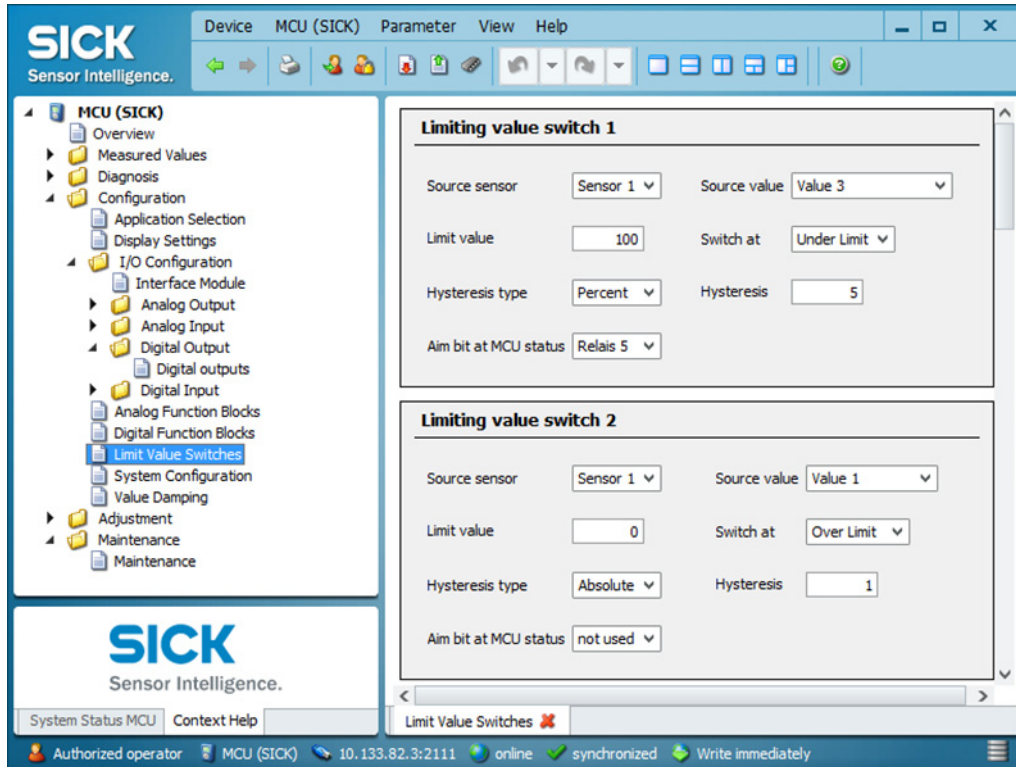 SICK
Sensor Intelligence.
Device MCU (SICK) Parameter View Help
MCU (SICK)
Overview
Measured Values
Diagnosis
Configuration
Application Selection
Display Settings
I/O Configuration
Interface Module
Analog Output
Analog Input
Digital Output
Digital outputs
Digital Input
Analog Function Blocks
Digital Function Blocks
Limit Value Switches
System Configuration
Value Damping
Adjustment
Maintenance
Maintenance
SICK
Sensor Intelligence.
System Status MCU Context Help
Limiting value switch 1
Source sensor Sensor 1 Source value Value 3
Limit value 100 Switch at Under Limit
Hysteresis type Percent Hysteresis 5
Aim bit at MCU status Relais 5
Limiting value switch 2
Source sensor Sensor 1 Source value Value 1
Limit value 0 Switch at Over Limit
Hysteresis type Absolute Hysteresis 1
Aim bit at MCU status not used
Limit Value Switches
Authorized operator MCU (SICK) 10.133.82.3:2111 online synchronized Write immediately